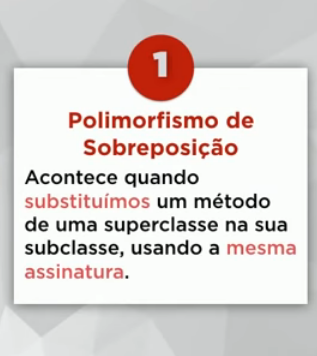 1
Polimorfismo de
Sobreposição
Acontece quando
substituímos um método
de uma superclasse na sua
subclasse, usando a mesma
assinatura.